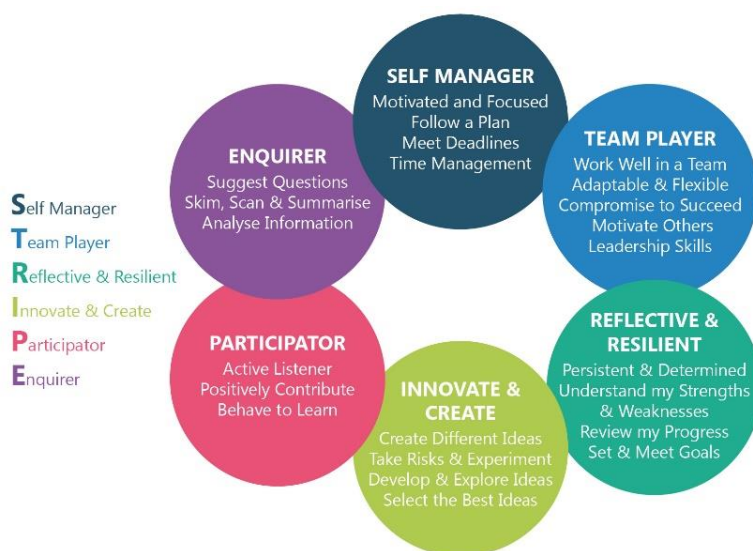 SELF MANAGER
Motivated and Focused
Follow a Plan
Meet Deadlines
Time Management
TEAM PLAYER
Work Well in a Team
Adaptable & Flexible
Compromise to Succeed
Motivate Others
Leadership Skills
REFLECTIVE &
RESILIENT
Persistent & Determined
Understand my Strengths
& Weaknesses
Review my Progress
Set & Meet Goals
INNOVATE &
CREATE
Create Different Ideas
Take Risks & Experiment
Develop & Explore Ideas
Select the Best Ideas
PARTICIPATOR
Active Listener
Positively Contribute
Behave to Learn
ENQUIRER
Suggest Questions
Skim, Scan & Summarise
Analyse Information
Self Manager
Team Player
Reflective & Resilient
Innovate & Create
Participator
Enquirer